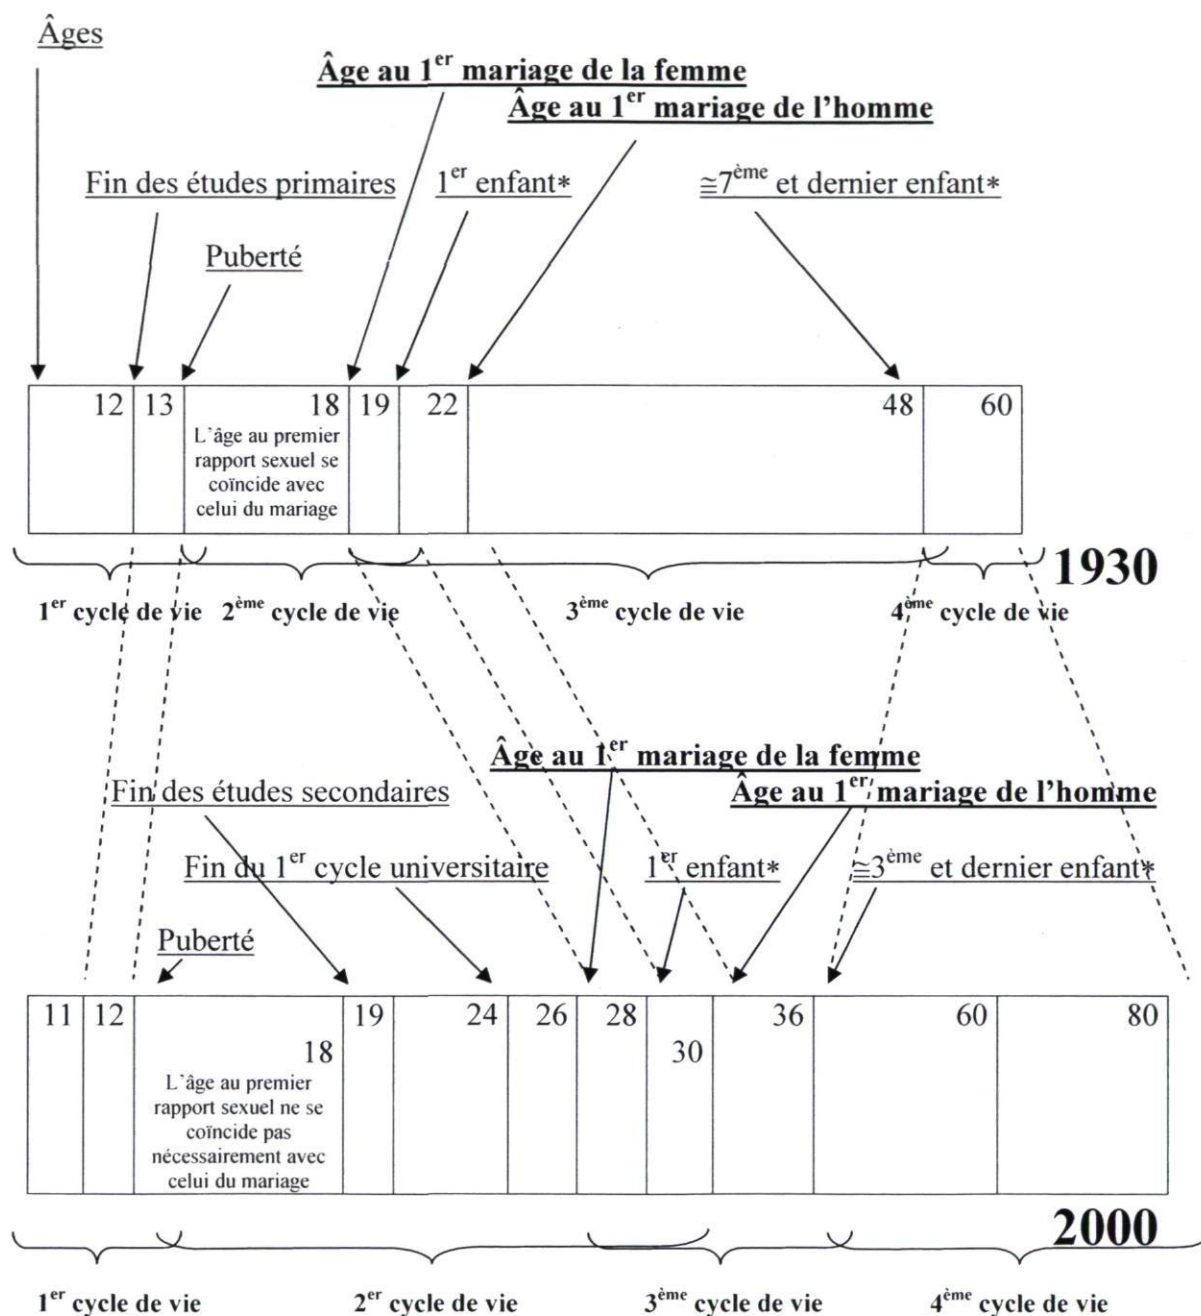 Âges
Âge au 1er mariage de la femme
Âge au 1er mariage de l’homme
Fin des études primaires
1er enfant*
≅7ème et dernier enfant*
Puberté
12 13 18 19 22 48 60
L’âge au premier
rapport sexuel se
coïncide avec
celui du mariage
1930
1er cycle de vie 2ème cycle de vie 3ème cycle de vie 4ème cycle de vie
Âge au 1er mariage de la femme
Âge au 1er mariage de l’homme
Fin des études secondaires
Fin du 1er cycle universitaire
1er enfant*
≅3ème et dernier enfant*
Puberté
11 12 19 24 26 28 36 60 80
18 30
L’âge au premier
rapport sexuel ne se
coïncide pas
nécessairement avec
celui du mariage
2000
1er cycle de vie 2er cycle de vie 3ème cycle de vie 4ème cycle de vie